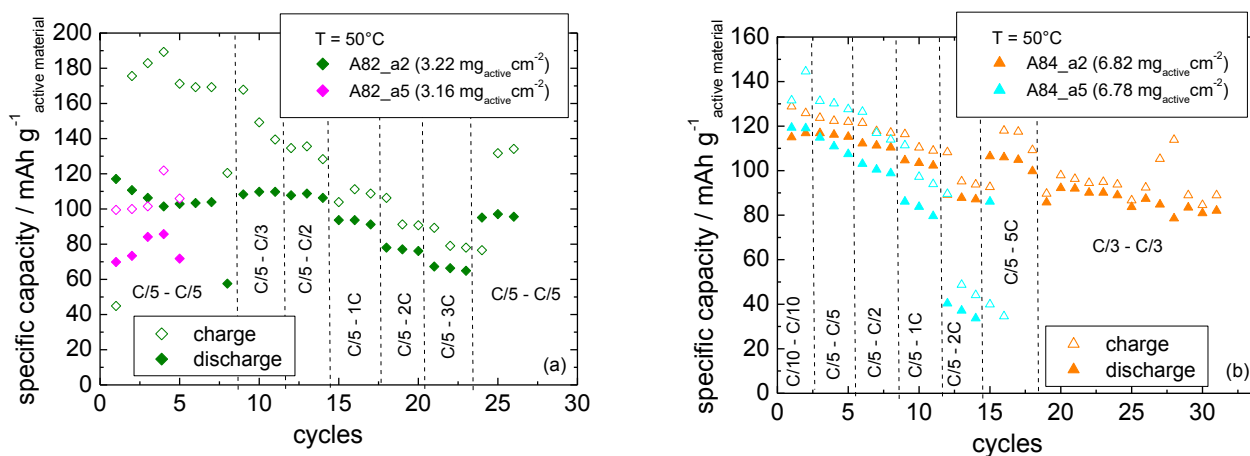 T = 50°C
A82_a2 (3.22 mg_active cm⁻²)
A82_a5 (3.16 mg_active cm⁻²)
specific capacity / mAh g⁻¹ active material
200
180
160
140
120
100
80
60
40
20
0
C/5 - C/5
C/5 - C/3
C/5 - C/2
C/5 - 1C
C/5 - 2C
C/5 - 3C
C/5 - C/5
charge
discharge
(a)
0 5 10 15 20 25 30
cycles
T = 50°C
A84_a2 (6.82 mg_active cm⁻²)
A84_a5 (6.78 mg_active cm⁻²)
specific capacity / mAh g⁻¹ active material
160
140
120
100
80
60
40
20
0
C/10 - C/10
C/5 - C/5
C/5 - C/2
C/5 - 1C
C/5 - 2C
C/5 - 5C
C/3 - C/3
charge
discharge
(b)
0 5 10 15 20 25 30
cycles